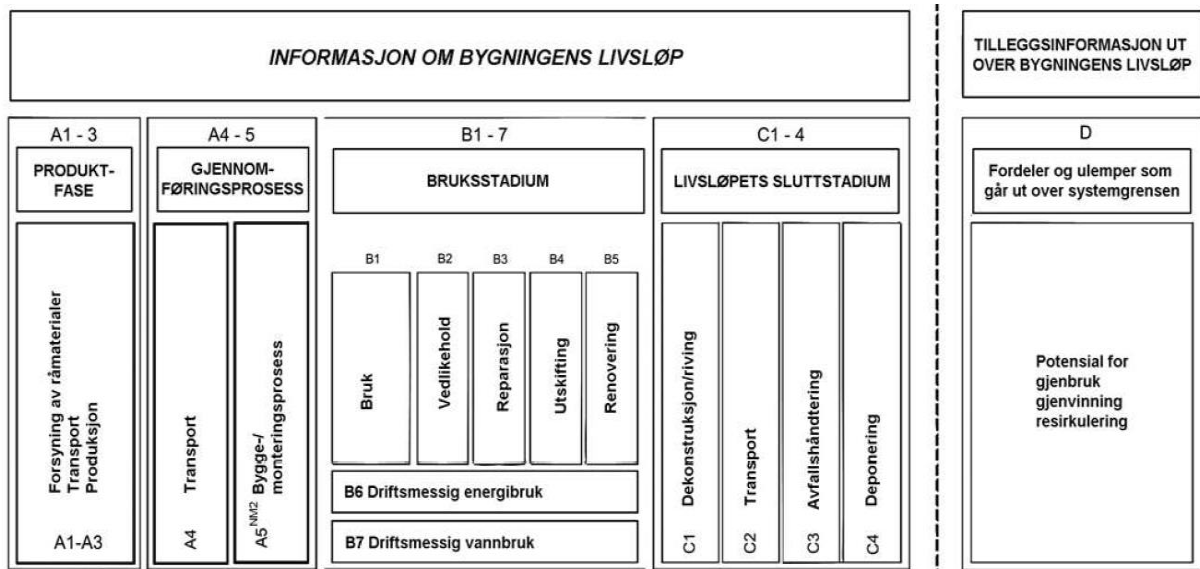 INFORMASJON OM BYGNINGENS LIVSLØP
TILLEGGSINFORMASJON UT
OVER BYGNINGENS LIVSLØP
A1 - 3
PRODUKT-
FASE
Forsyning av råmaterialer
Transport
Produksjon
A1-A3
A4 - 5
GJENNOM-
FØRINGSPROSESS
Transport
A4
Bygge-/
monteringsprosess
A5 NM2
B1 - 7
BRUKSSTADIUM
B1
Bruk
B2
Vedlikehold
B3
Reparasjon
B4
Utskifting
B5
Renovering
B6 Driftsmessig energibruk
B7 Driftsmessig vannbruk
C1 - 4
LIVSLØPETS SLUTTSTADIUM
Dekonstruksjon/riving
C1
Transport
C2
Avfallshåndtering
C3
Deponering
C4
D
Fordeler og ulemper som
går ut over systemgrensen
Potensial for
gjenbruk
gjenvinning
resirkulering